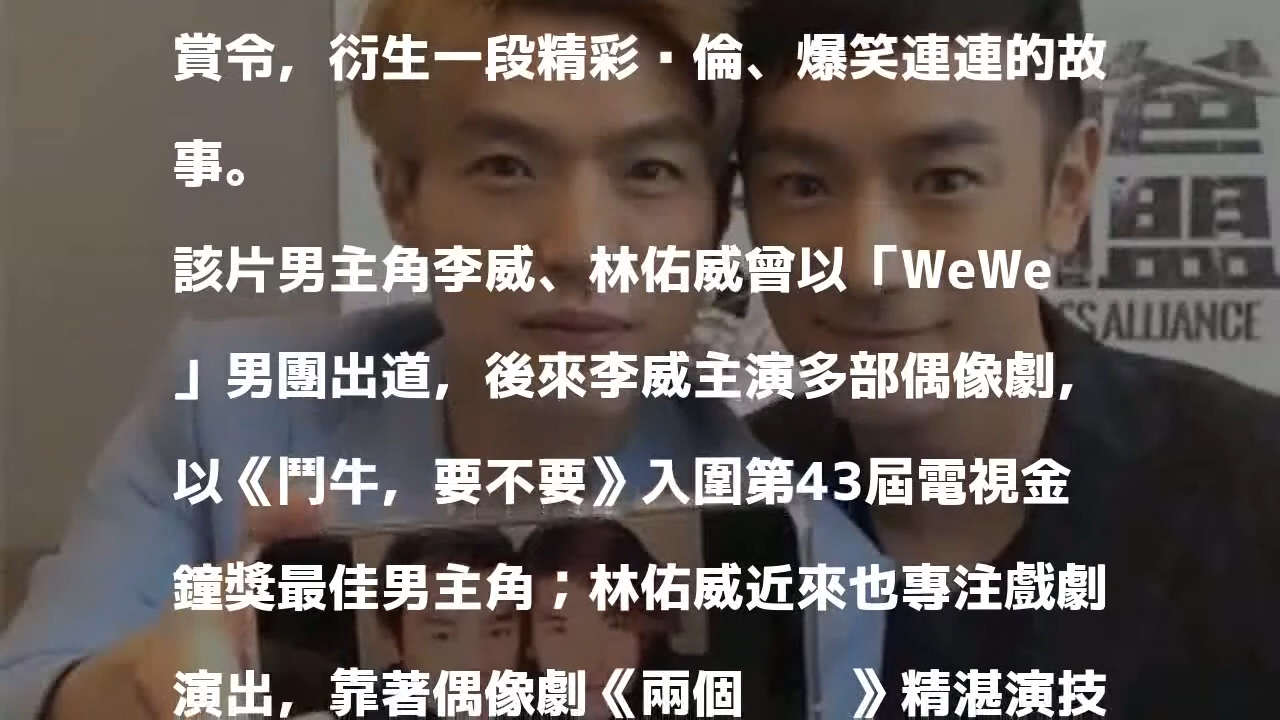 賞令，衍生一段精彩·倫、爆笑連連的故
事。
該片男主角李威、林佑威曾以「WeWe
」男團出道，後來李威主演多部偶像劇，
以《鬥牛，要不要》入圍第43屆電視金
鐘獎最佳男主角；林佑威近來也專注戲劇
演出，靠著偶像劇《兩個　　》精湛演技
爸
盟
SS ALLIANCE